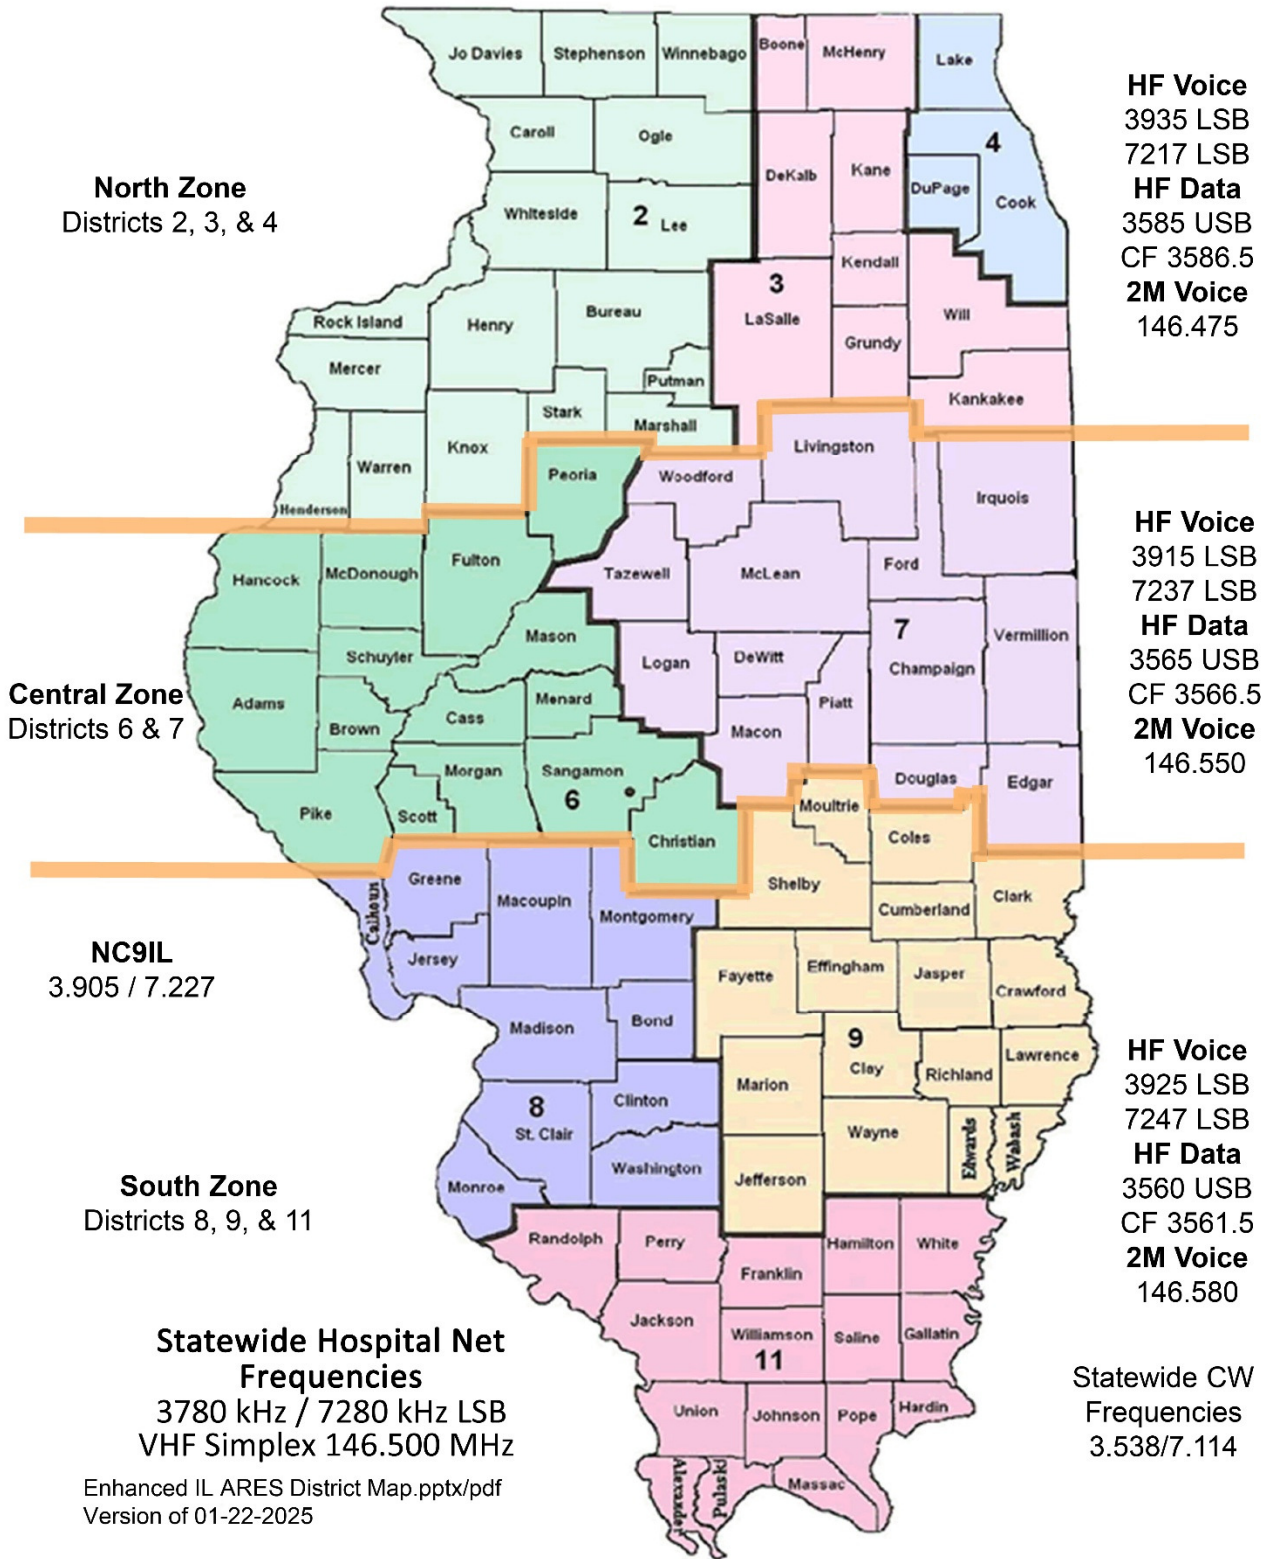 Jo Davies
Stephenson
Winnebago
Boone
McHenry
Lake
Caroll
Ogle
DeKalb
Kane
4
DuPage
Cook
Whiteside
2 Lee
Kendall
3
LaSalle
Will
Rock Island
Henry
Bureau
Grundy
Mercer
Putman
Kankakee
Stark
Marshall
Knox
Warren
Henderson
North Zone
Districts 2, 3, & 4
HF Voice
3935 LSB
7217 LSB
HF Data
3585 USB
CF 3586.5
2M Voice
146.475
Peoria
Woodford
Livingston
Irquois
Hancock
McDonough
Fulton
Tazewell
McLean
Ford
Mason
7
Champaign
Vermillion
Schuyler
Logan
DeWitt
Adams
Brown
Cass
Menard
Piatt
Macon
Morgan
Sangamon
6
Douglas
Edgar
Pike
Scott
Christian
Central Zone
Districts 6 & 7
HF Voice
3915 LSB
7237 LSB
HF Data
3565 USB
CF 3566.5
2M Voice
146.550
Moultrie
Coles
Shelby
Greene
Macoupin
Montgomery
Calhoun
Cumberland
Clark
Jersey
Fayette
Effingham
Jasper
Crawford
Madison
Bond
9
Clay
Richland
Lawrence
Marion
8
St. Clair
Clinton
Wayne
Edwards
Wabash
Washington
Jefferson
Monroe
Randolph
Perry
Hamilton
White
Franklin
Jackson
Williamson
11
Saline
Gallatin
Union
Johnson
Pope
Hardin
Alexander
Pulaski
Massac
NC9IL
3.905 / 7.227
South Zone
Districts 8, 9, & 11
HF Voice
3925 LSB
7247 LSB
HF Data
3560 USB
CF 3561.5
2M Voice
146.580
Statewide Hospital Net
Frequencies
3780 kHz / 7280 kHz LSB
VHF Simplex 146.500 MHz
Enhanced IL ARES District Map.pptx/pdf
Version of 01-22-2025
Statewide CW
Frequencies
3.538/7.114